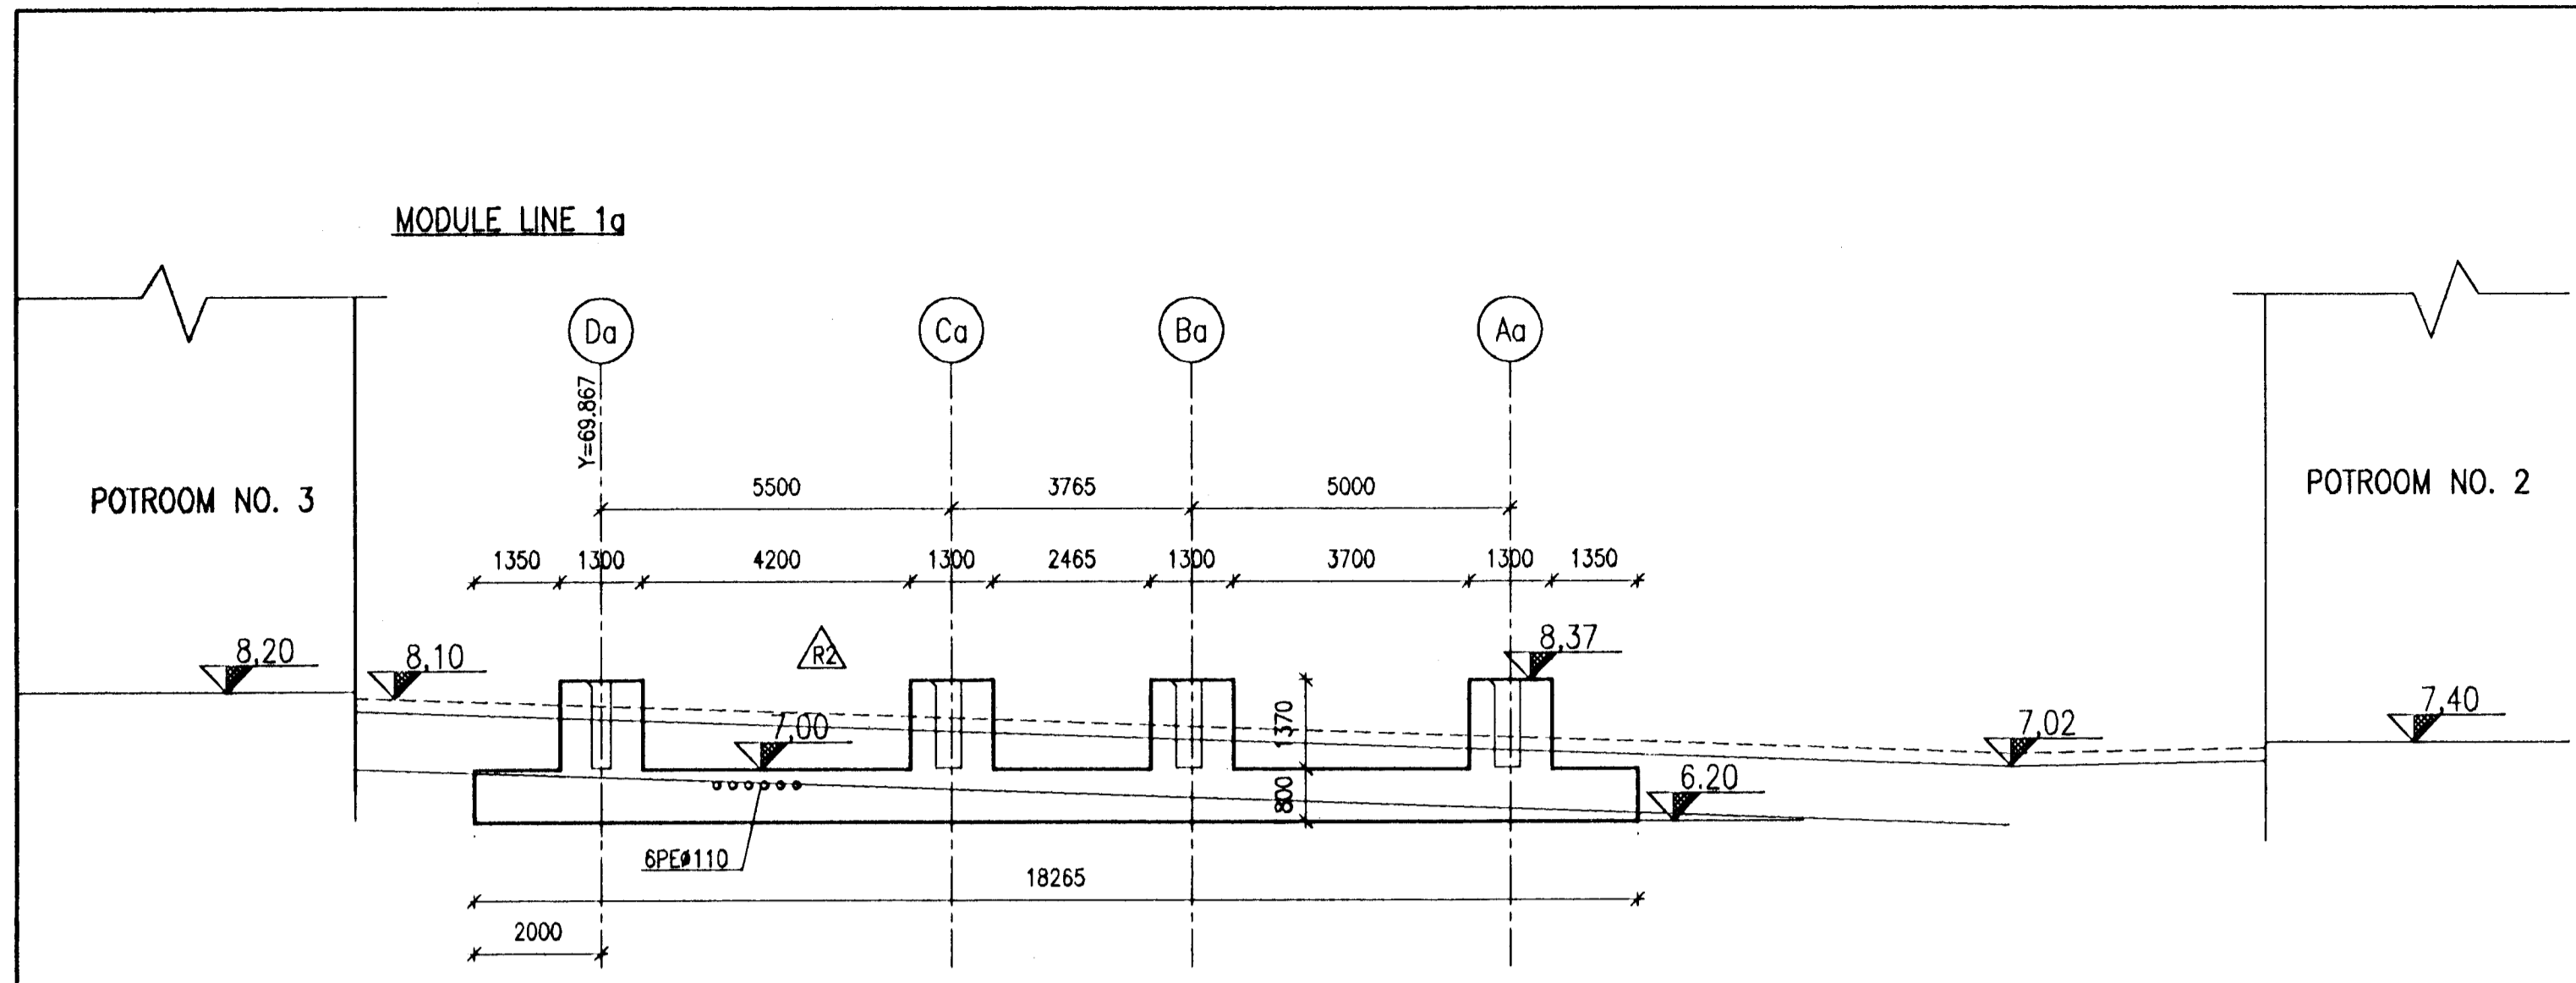 MODULE LINE 1a
Da Ca Ba Aa
Y=69.867
POTROOM NO. 3
POTROOM NO. 2
5500 3765 5000
1350 1300 4200 1300 2465 1300 3700 1300 1350
8,20
8,10
R2
8,37
7,00
1370
7,02
7,40
800
6.20
6PEø110
18265
2000